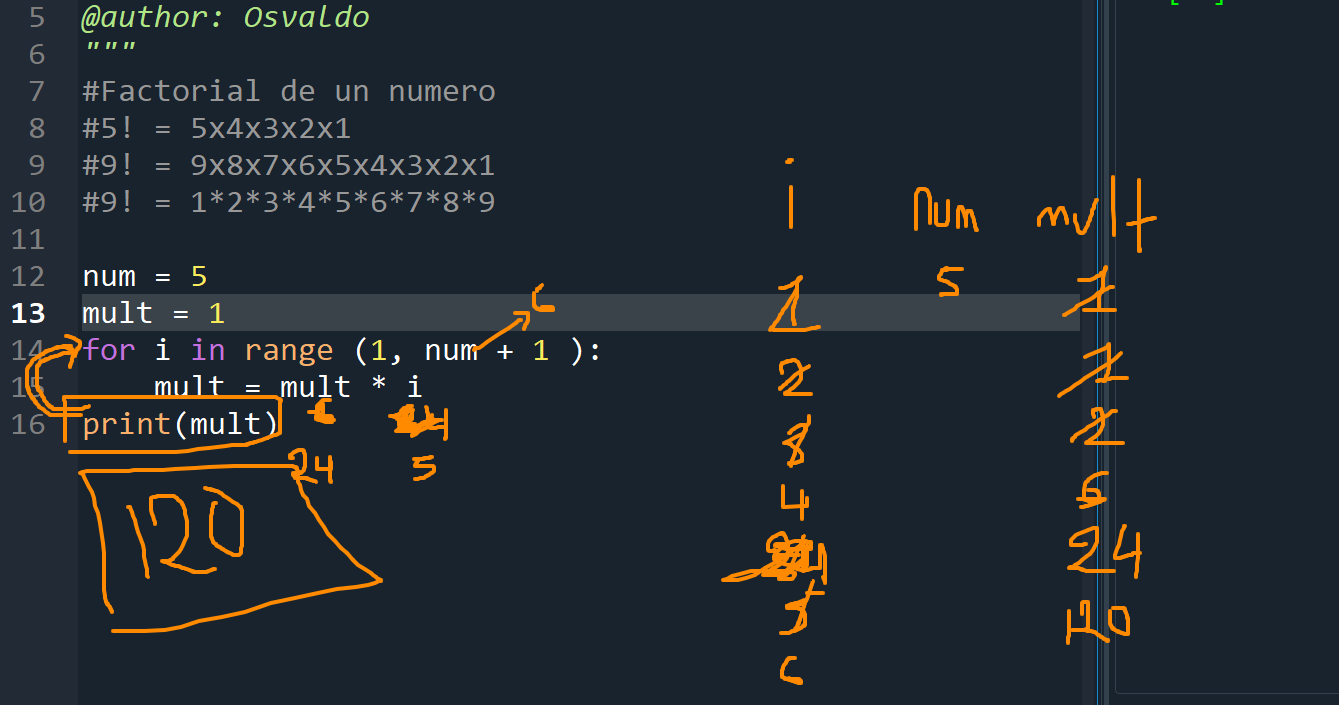 5 @author: Osvaldo
6 """
7 #Factorial de un numero
8 #5! = 5x4x3x2x1
9 #9! = 9x8x7x6x5x4x3x2x1
10 #9! = 1*2*3*4*5*6*7*8*9
11
12 num = 5
13 mult = 1
14 for i in range (1, num + 1 ):
15 mult = mult * i
16 print(mult)
i num mult
1 5 1
2 1
3 2
4 6
24
5 120
6
24 5
120